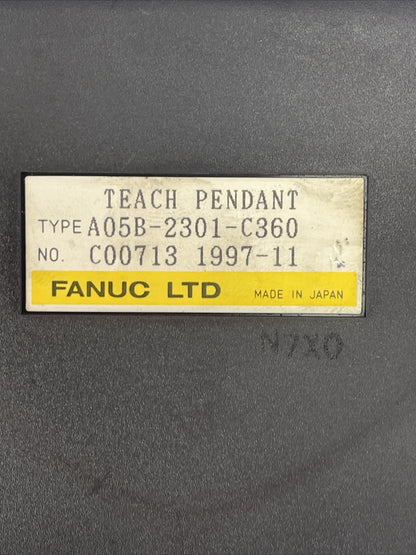 TEACH PENDANT
TYPE A05B-2301-C360
NO. C00713 1997-11
FANUC LTD MADE IN JAPAN
N7X0